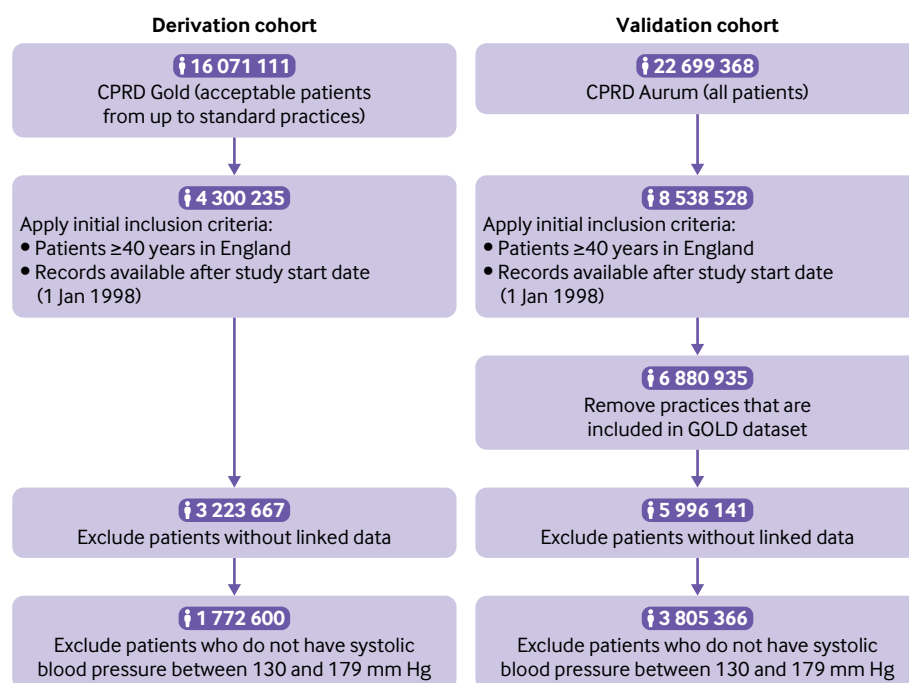 Derivation cohort
16 071 111
CPRD Gold (acceptable patients
from up to standard practices)
4 300 235
Apply initial inclusion criteria:
• Patients ≥40 years in England
• Records available after study start date
(1 Jan 1998)
3 223 667
Exclude patients without linked data
1 772 600
Exclude patients who do not have systolic
blood pressure between 130 and 179 mm Hg
Validation cohort
22 699 368
CPRD Aurum (all patients)
8 538 528
Apply initial inclusion criteria:
• Patients ≥40 years in England
• Records available after study start date
(1 Jan 1998)
6 880 935
Remove practices that are
included in GOLD dataset
5 996 141
Exclude patients without linked data
3 805 366
Exclude patients who do not have systolic
blood pressure between 130 and 179 mm Hg